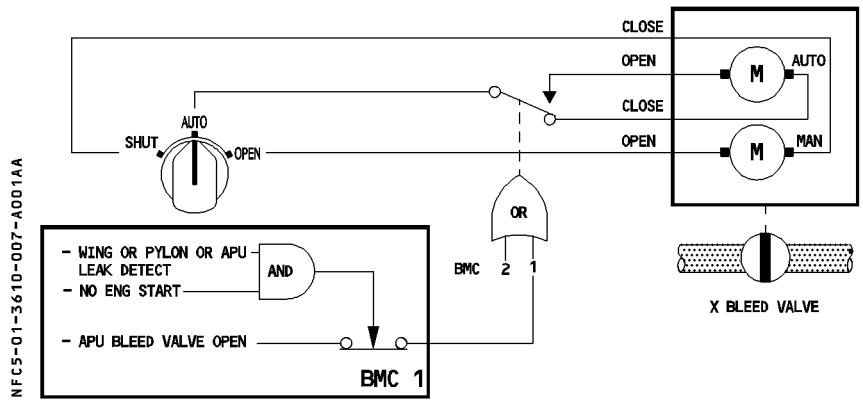 CLOSE
OPEN
M
AUTO
AUTO
CLOSE
SHUT
OPEN
OPEN
M
MAN
OR
- WING OR PYLON OR APU
LEAK DETECT
AND
BMC 2 1
- NO ENG START
X BLEED VALVE
- APU BLEED VALVE OPEN
BMC 1
NFC5-01-3610-007-A001AA